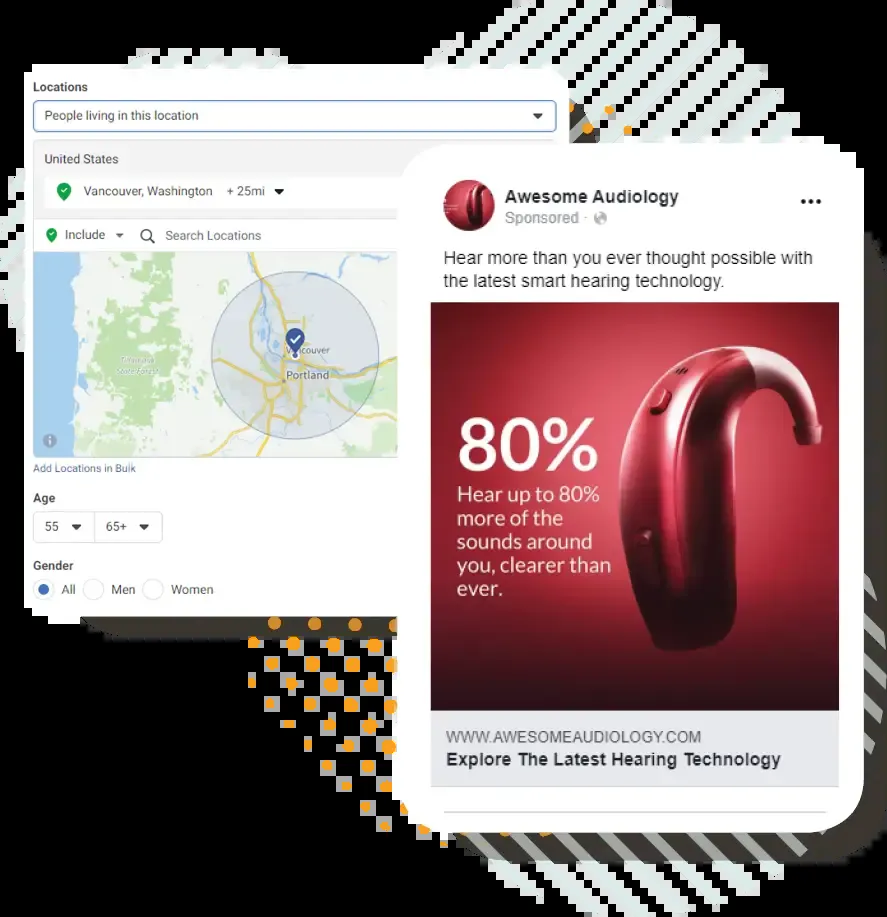 Locations
People living in this location
United States
Vancouver, Washington + 25mi
Include Search Locations
Vancouver
Portland
Add Locations in Bulk
Age
55 65+
Gender
All Men Women
Awesome Audiology
Sponsored ·
Hear more than you ever thought possible with
the latest smart hearing technology.
80%
Hear up to 80%
more of the
sounds around
you, clearer than
ever.
WWW.AWESOMEAUDIOLOGY.COM
Explore The Latest Hearing Technology